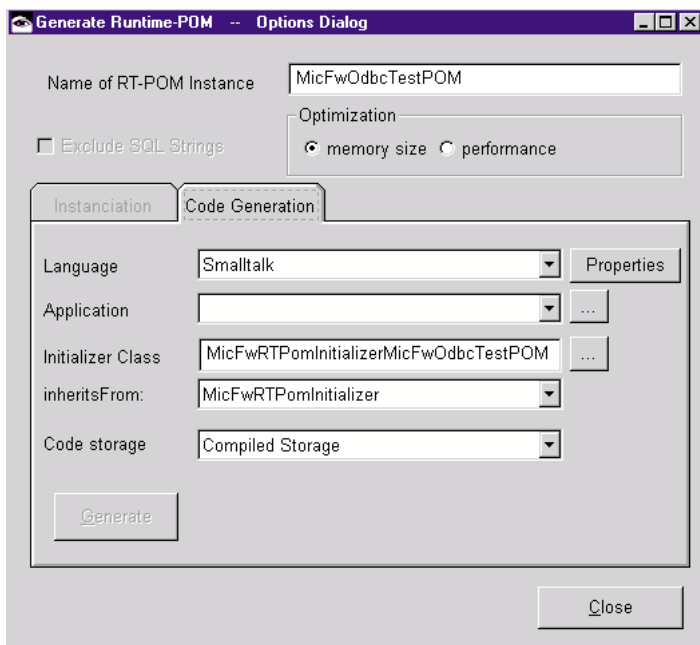 Generate Runtime-POM -- Options Dialog
Name of RT-POM Instance MicFwOdbcTestPOM
Optimization
Exclude SQL Strings memory size performance
Instanciation Code Generation
Language Smalltalk Properties
Application ...
Initializer Class MicFwRTPomInitializerMicFwOdbcTestPOM ...
inheritsFrom: MicFwRTPomInitializer
Code storage Compiled Storage
Generate
Close